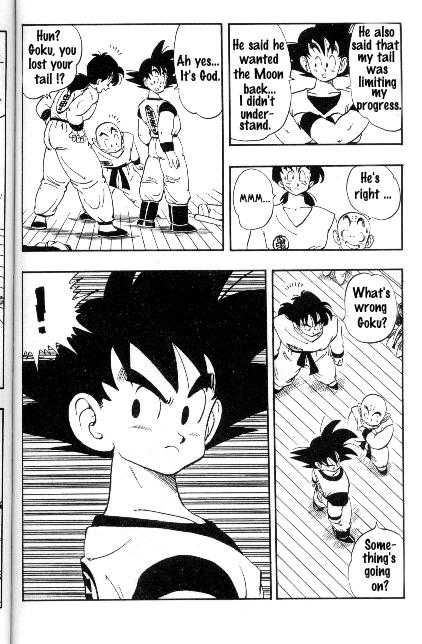 Hun?
Goku, you
lost your
tail !?
Ah yes...
It's God.
He said he
wanted
the Moon
back...
I didn't
under-
stand.
He also
said that
my tail
was
limiting
my
progress.
MMM...
He's
right ...
!
What's
wrong
Goku?
Some-
thing's
going
on?